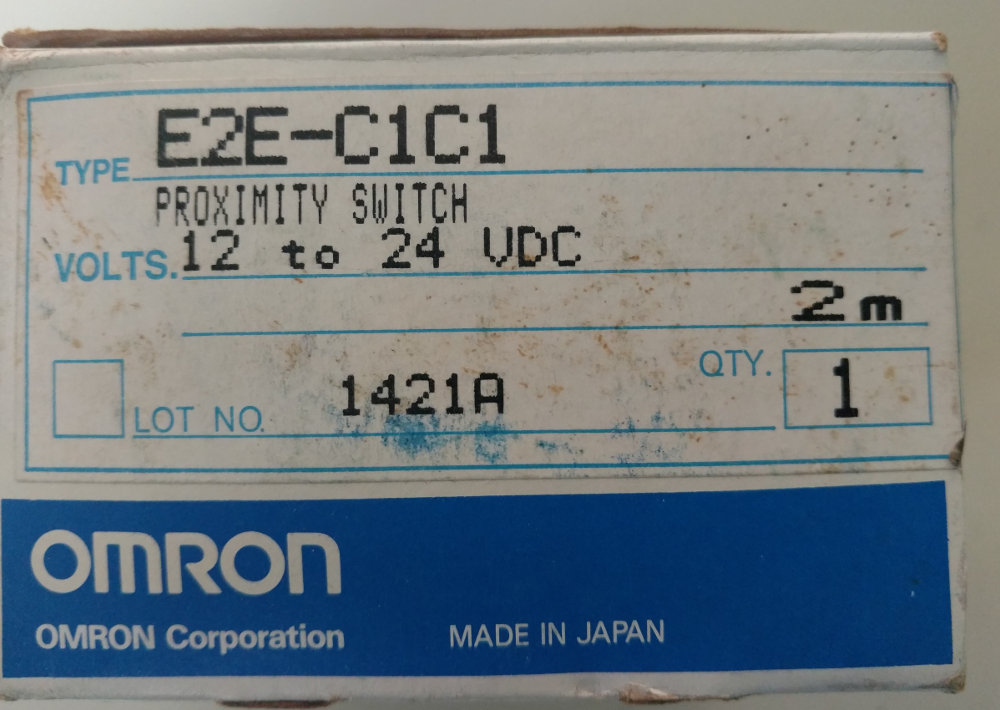 TYPE E2E-C1C1
PROXIMITY SWITCH
VOLTS. 12 to 24 VDC
2m
QTY. 1
LOT NO. 1421A
OMRON
OMRON Corporation
MADE IN JAPAN